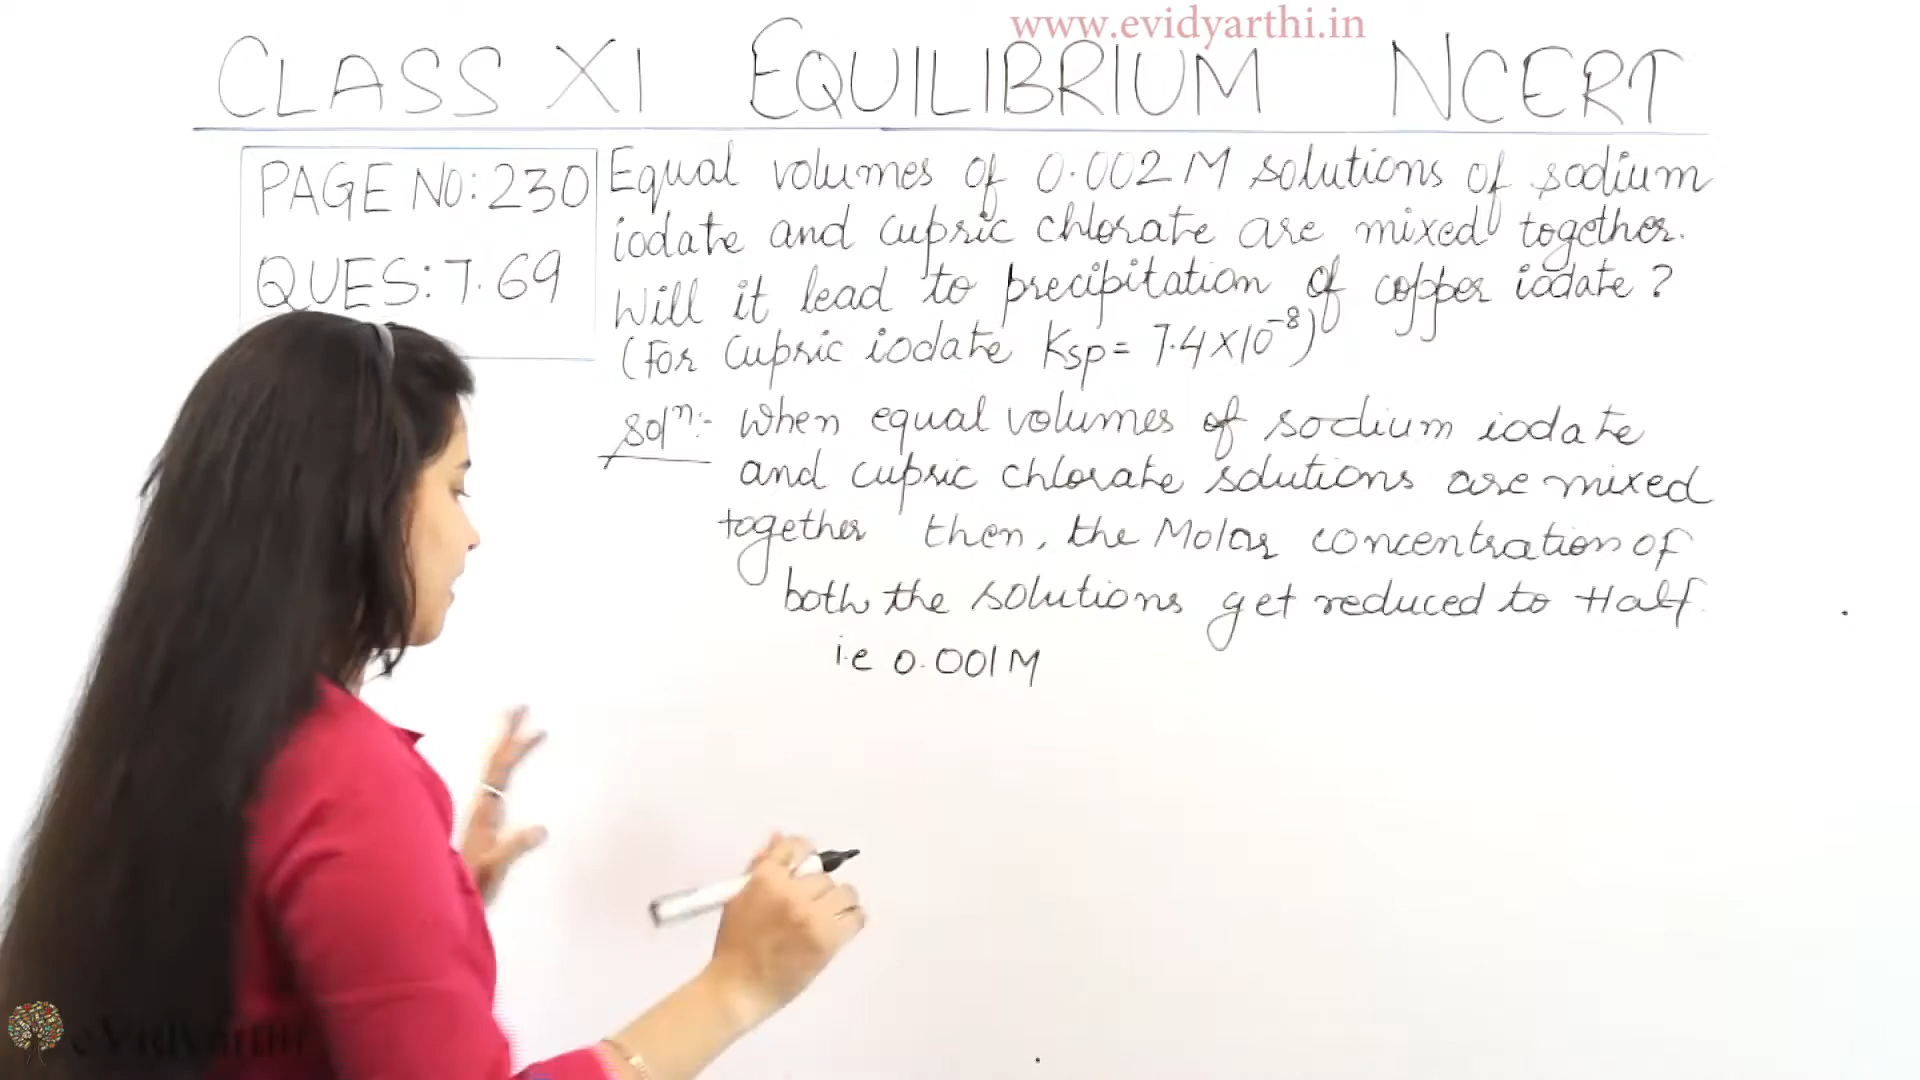 www.evidyarthi.in
CLASS XI EQUILIBRIUM NCERT
PAGE NO: 230
QUES: 7.69
Equal volumes of 0.002 M solutions of sodium
iodate and cupric chlorate are mixed together.
Will it lead to precipitation of copper iodate?
(For Cupric iodate Ksp = 7.4 X 10⁻⁸)
Solⁿ:- When equal volumes of sodium iodate
and cupric chlorate solutions are mixed
together then, the Molar concentration of
both the solutions get reduced to Half.
i.e 0.001 M
eVidyarthi